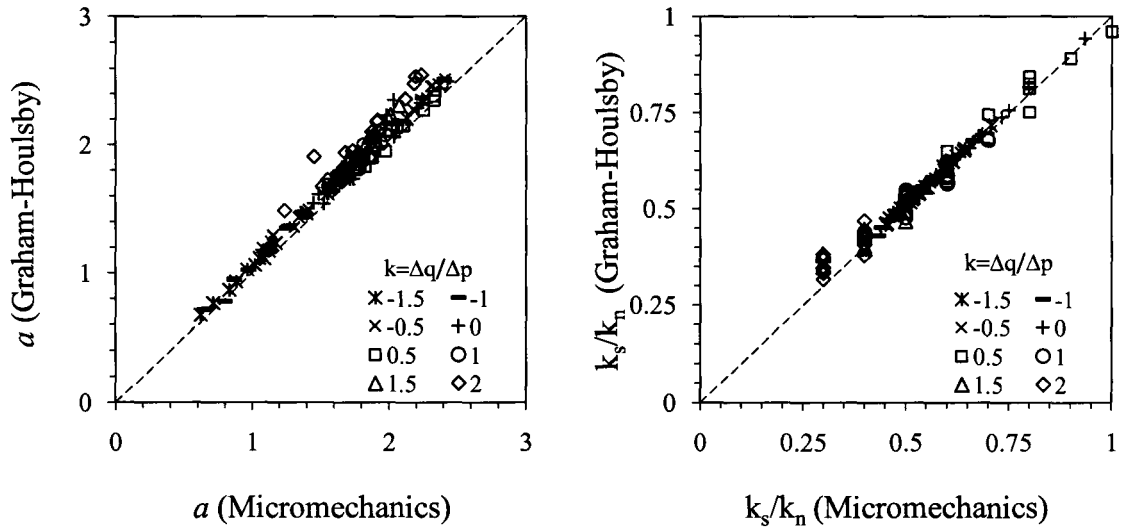 3
2
1
0
a (Graham-Houlsby)
k=Δq/Δp
-1.5 -1
-0.5 0
0.5 1
1.5 2
0 1 2 3
a (Micromechanics)
1
0.75
0.5
0.25
0
k_s/k_n (Graham-Houlsby)
k=Δq/Δp
-1.5 -1
-0.5 0
0.5 1
1.5 2
0 0.25 0.5 0.75 1
k_s/k_n (Micromechanics)